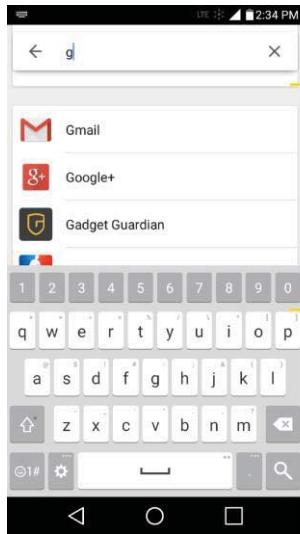 LTE 2:34 PM
g
Gmail
g+ Google+
Gadget Guardian
1 2 3 4 5 6 7 8 9 0
q w e r t y u i o p
a s d f g h j k l
z x c v b n m
1# .